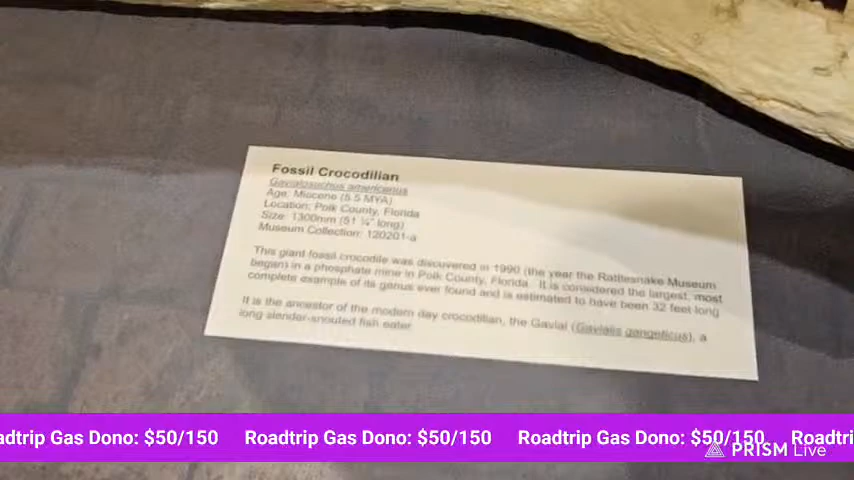 Fossil Crocodilian
Gavialosuchus americanus
Age: Miocene (5.5 MYA)
Location: Polk County, Florida
Size: 1300mm (51 ¼" long)
Museum Collection: 120201-a
This giant fossil crocodile was discovered in 1990 (the year the Rattlesnake Museum
began) in a phosphate mine in Polk County, Florida. It is considered the largest, most
complete example of its genus ever found and is estimated to have been 32 feet long
It is the ancestor of the modern day crocodilian, the Gavial (Gavialis gangeticus), a
long slender-snouted fish eater
adtrip Gas Dono: $50/150 Roadtrip Gas Dono: $50/150 Roadtrip Gas Dono: $50/150 Roadtri
PRISM Live